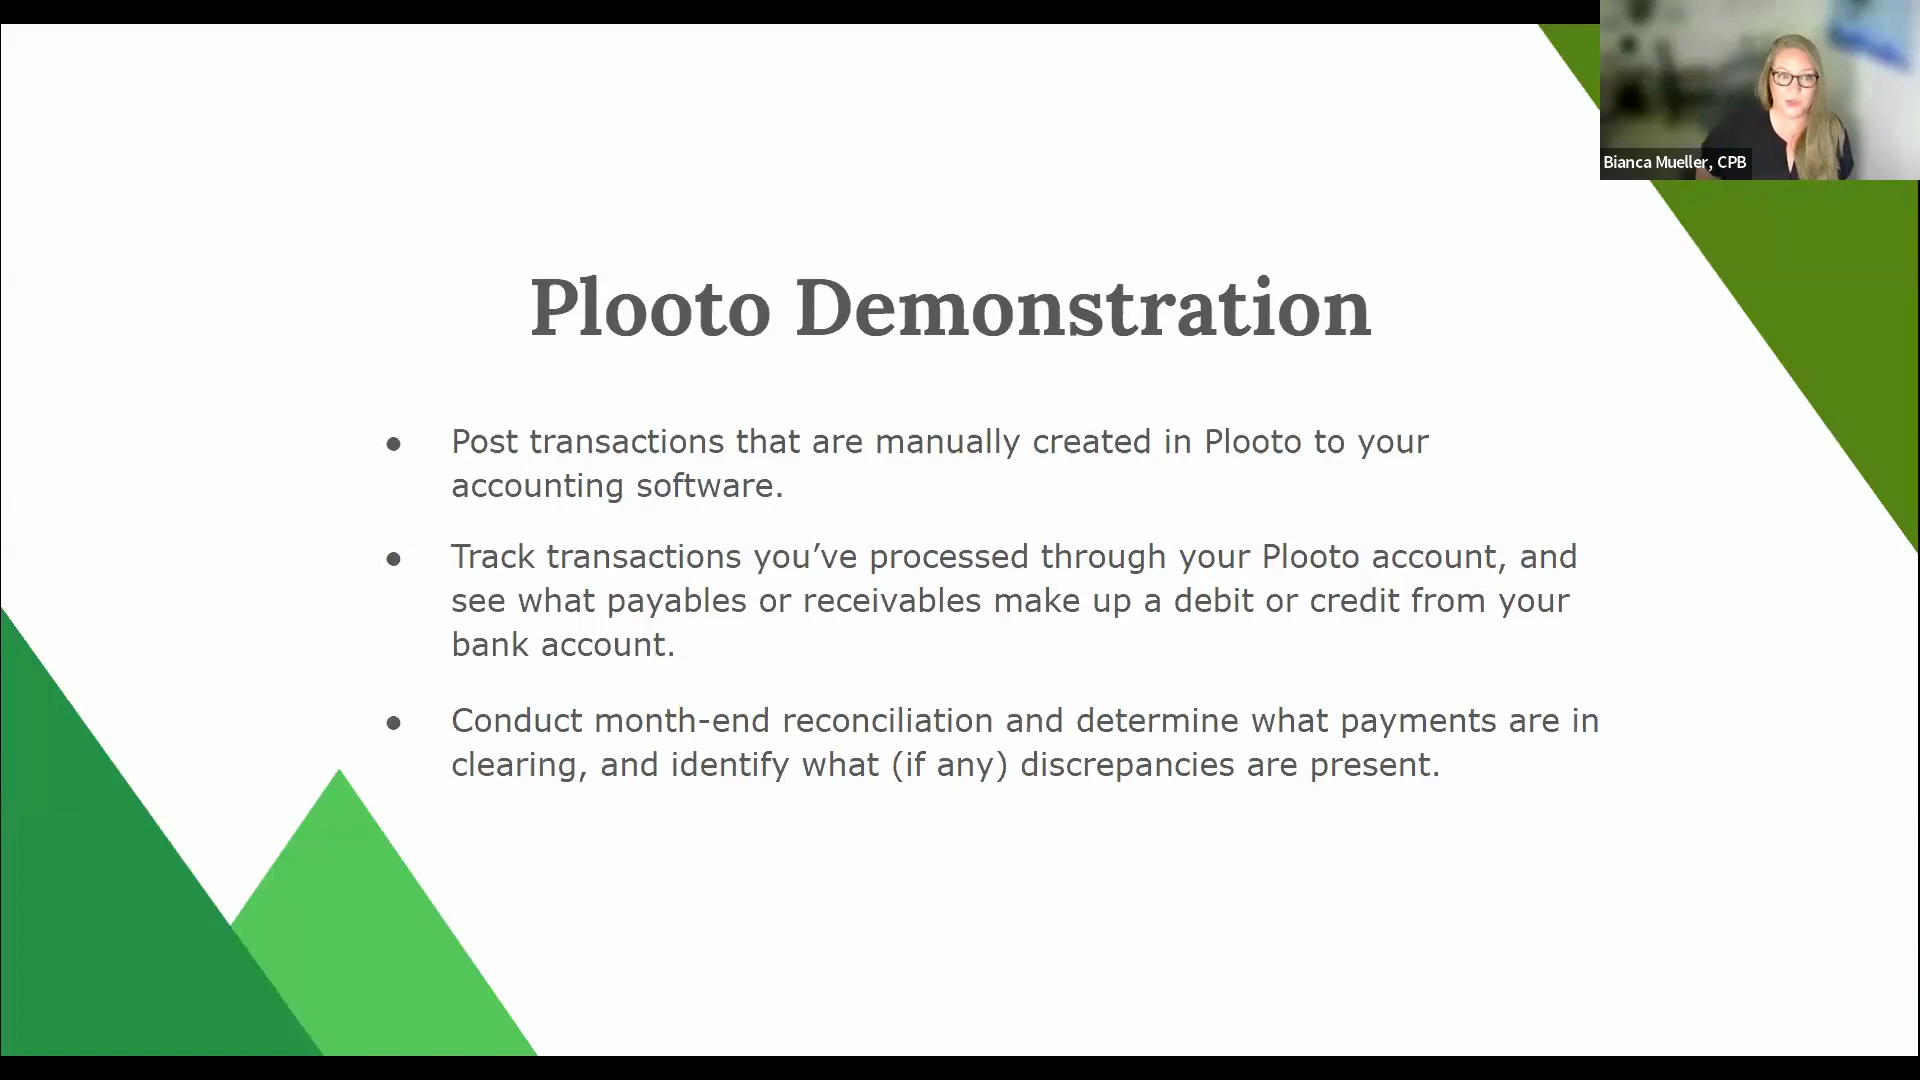 Bianca Mueller, CPB
Plooto Demonstration
● Post transactions that are manually created in Plooto to your
accounting software.
● Track transactions you’ve processed through your Plooto account, and
see what payables or receivables make up a debit or credit from your
bank account.
● Conduct month-end reconciliation and determine what payments are in
clearing, and identify what (if any) discrepancies are present.